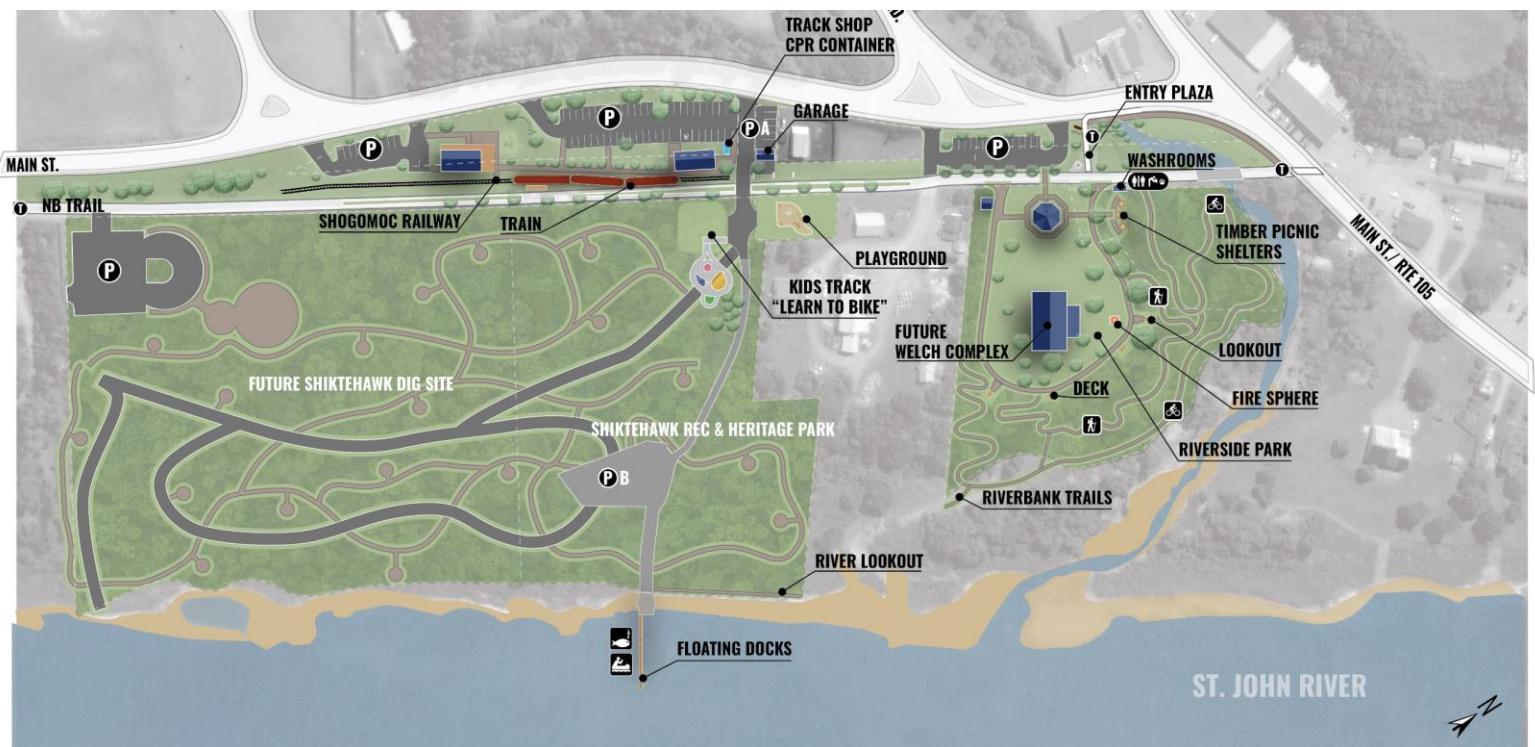 D.
TRACK SHOP
CPR CONTAINER
GARAGE
ENTRY PLAZA
P
P
P A
P
T
WASHROOMS
MAIN ST.
T
T
NB TRAIL
SHOGOMOC RAILWAY
TRAIN
PLAYGROUND
TIMBER PICNIC
SHELTERS
MAIN ST./ RTE 105
P
KIDS TRACK
“LEARN TO BIKE”
FUTURE
WELCH COMPLEX
LOOKOUT
FUTURE SHIKTEHAWK DIG SITE
DECK
FIRE SPHERE
SHIKTEHAWK REC & HERITAGE PARK
RIVERSIDE PARK
P B
RIVERBANK TRAILS
RIVER LOOKOUT
FLOATING DOCKS
ST. JOHN RIVER
N